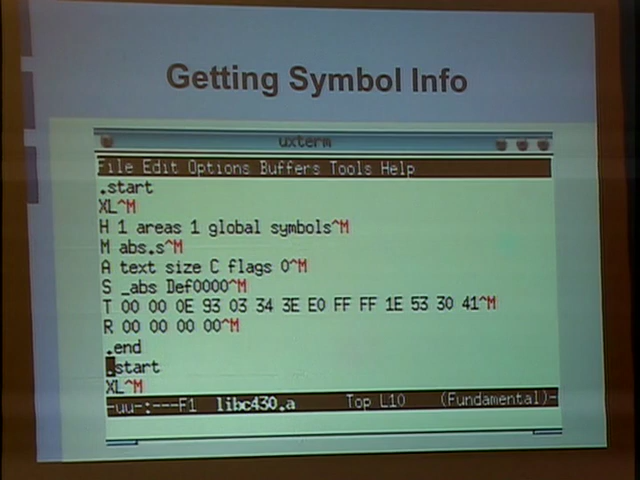 Getting Symbol Info
uxterm
File Edit Options Buffers Tools Help
.start
XL^M
H 1 areas 1 global symbols^M
M abs.s^M
A text size C flags 0^M
S _abs Def0000^M
T 00 00 0E 93 03 34 3E E0 FF FF 1E 53 30 41^M
R 00 00 00 00^M
.end
.start
XL^M
-uu-:---F1 libc430.a Top L10 (Fundamental)-